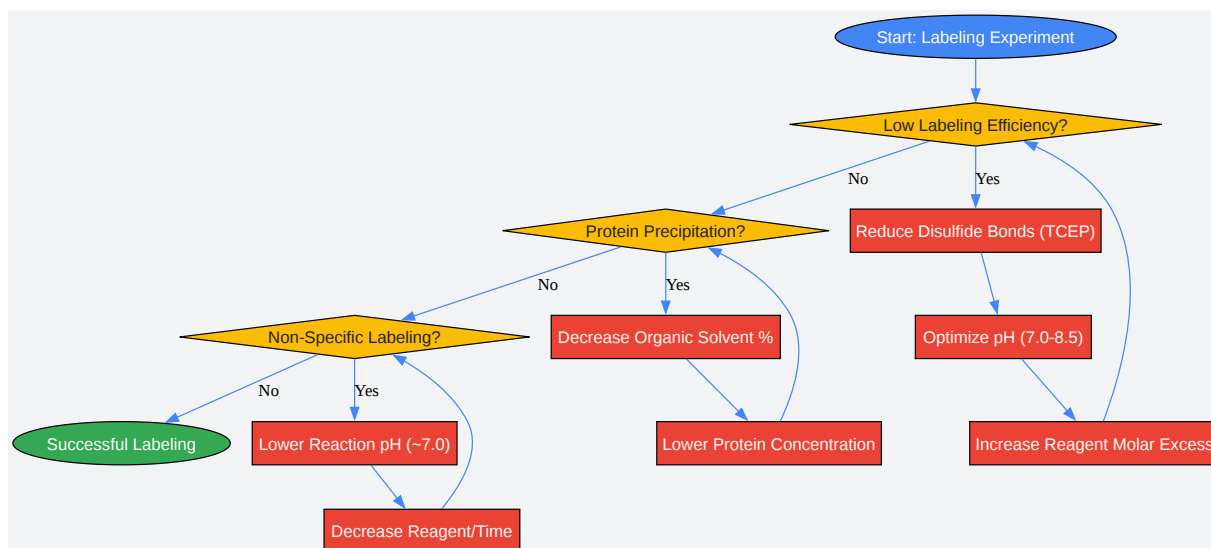 Start: Labeling Experiment
Low Labeling Efficiency?
No
Yes
Protein Precipitation?
Reduce Disulfide Bonds (TCEP)
No
Yes
Non-Specific Labeling?
Decrease Organic Solvent %
Optimize pH (7.0-8.5)
No
Yes
Successful Labeling
Lower Reaction pH (~7.0)
Lower Protein Concentration
Increase Reagent Molar Excess
Decrease Reagent/Time